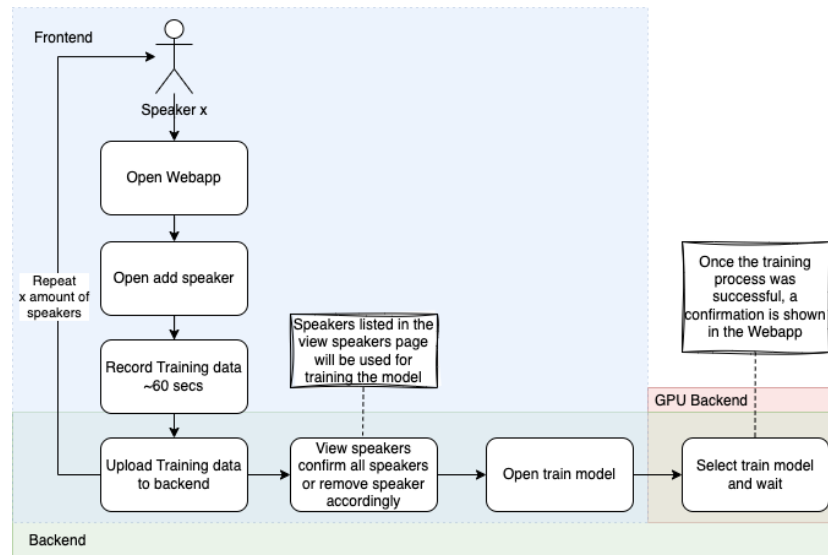 Frontend
Speaker x
Open Webapp
Open add speaker
Repeat
x amount of
speakers
Record Training data
~60 secs
Speakers listed in the
view speakers page
will be used for
training the model
Once the training
process was
successful, a
confirmation is shown
in the Webapp
GPU Backend
Upload Training data
to backend
View speakers
confirm all speakers
or remove speaker
accordingly
Open train model
Select train model
and wait
Backend